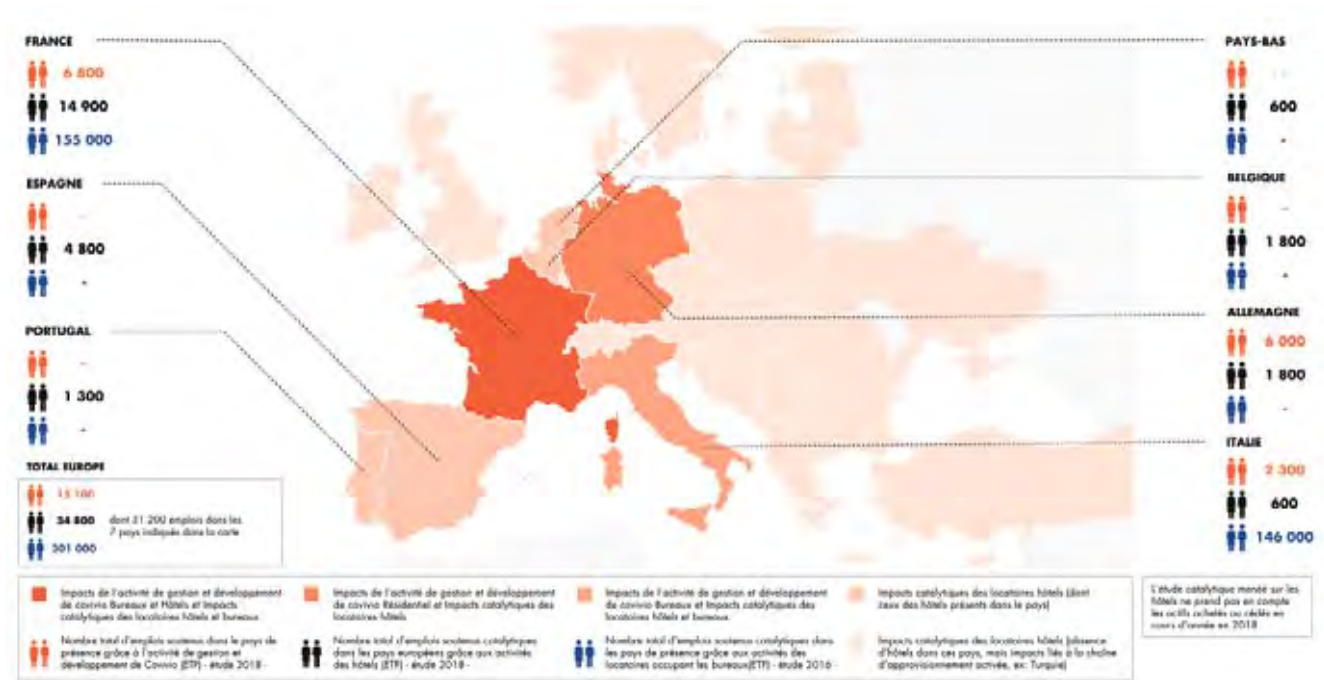 FRANCE
6 800
14 900
155 000
ESPAGNE
-
4 800
-
PORTUGAL
-
1 300
-
TOTAL EUROPE
15 100
34 800 dont 31 200 emplois dans les
7 pays indiqués dans la carte
301 000
PAYS-BAS
600
-
BELGIQUE
-
1 800
-
ALLEMAGNE
6 000
1 800
-
ITALIE
2 300
600
146 000
Impacts de l'activité de gestion et développement
de covivio Bureaux et Hôtels et Impacts
catalytiques des locataires hôtels et bureaux
Impacts de l'activité de gestion et développement
de covivio Résidentiel et Impacts catalytiques des
locataires hôtels
Impacts de l'activité de gestion et développement
de covivio Bureaux et Impacts catalytiques des
locataires hôtels et bureaux
Impacts catalytiques des locataires hôtels (dont
ceux des hôtels présents dans le pays)
Nombre total d'emplois soutenus dans le pays de
présence grâce à l'activité de gestion et
développement de Covivio (ETP) - étude 2018 -
Nombre total d'emplois soutenus catalytiques
dans les pays européens grâce aux activités
des hôtels (ETP) - étude 2018 -
Nombre total d'emplois soutenus catalytiques dans
les pays de présence grâce aux activités des
locataires occupant les bureaux(ETP) - étude 2016 -
Impacts catalytiques des locataires hôtels (absence
d'hôtels dans ces pays, mais impacts liés à la chaîne
d'approvisionnement activée, ex: Turquie)
L'étude catalytique menée sur les
hôtels ne prend pas en compte
les actifs achetés ou cédés en
cours d'année en 2018